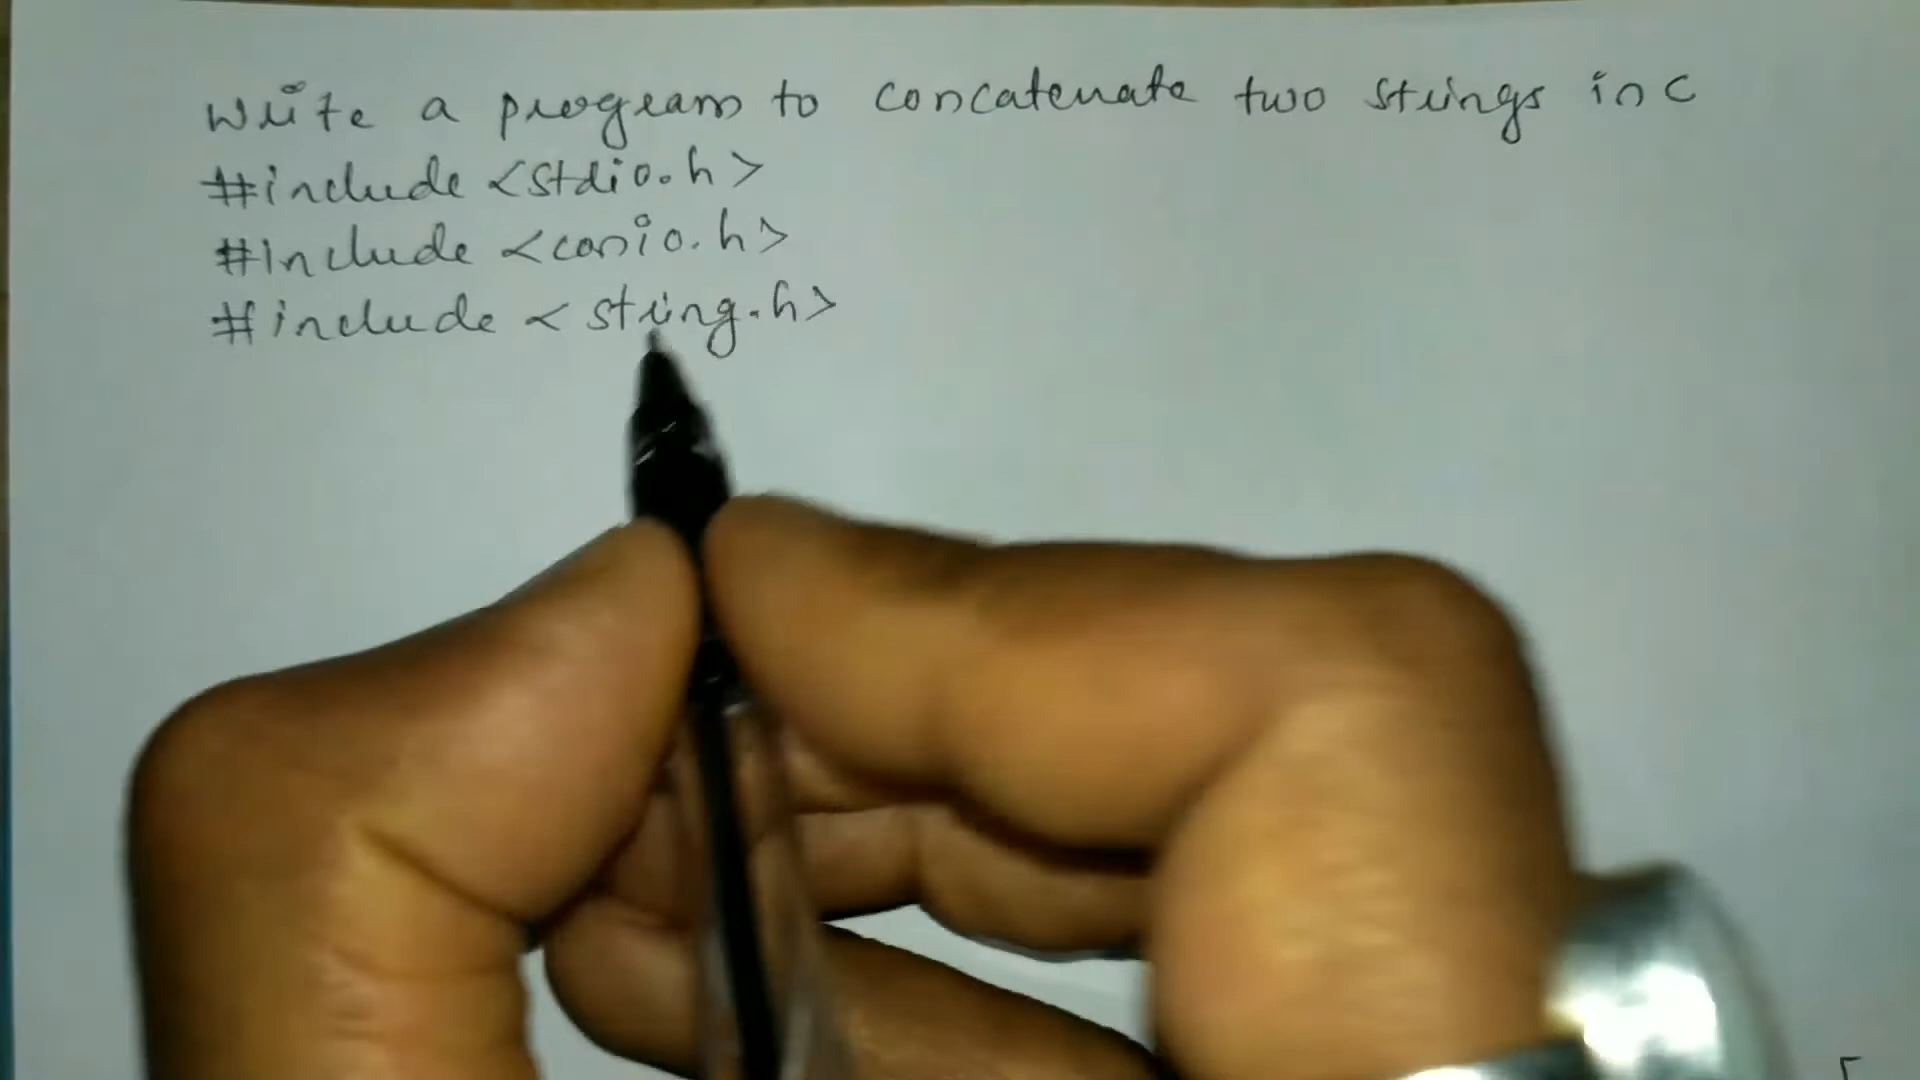 Write a program to concatenate two strings in C
#include <stdio.h>
#include <conio.h>
#include < string.h>